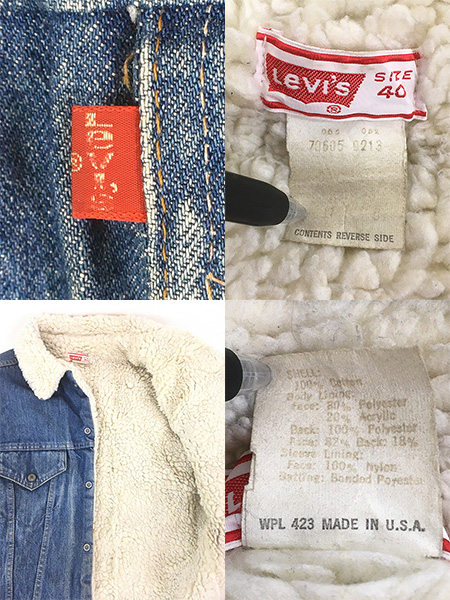 Levi's
®
Levi's SIZE
40
®
70605 0213
CONTENTS REVERSE SIDE
Levi's
SHELL:
100% Cotton
Body Lining:
Face: 80% Polyester
20% Acrylic
Back: 100% Polyester
Face: 82% Back: 18%
Sleeve Lining:
Face: 100% Nylon
Batting: Bonded Polyester
WPL 423 MADE IN U.S.A.